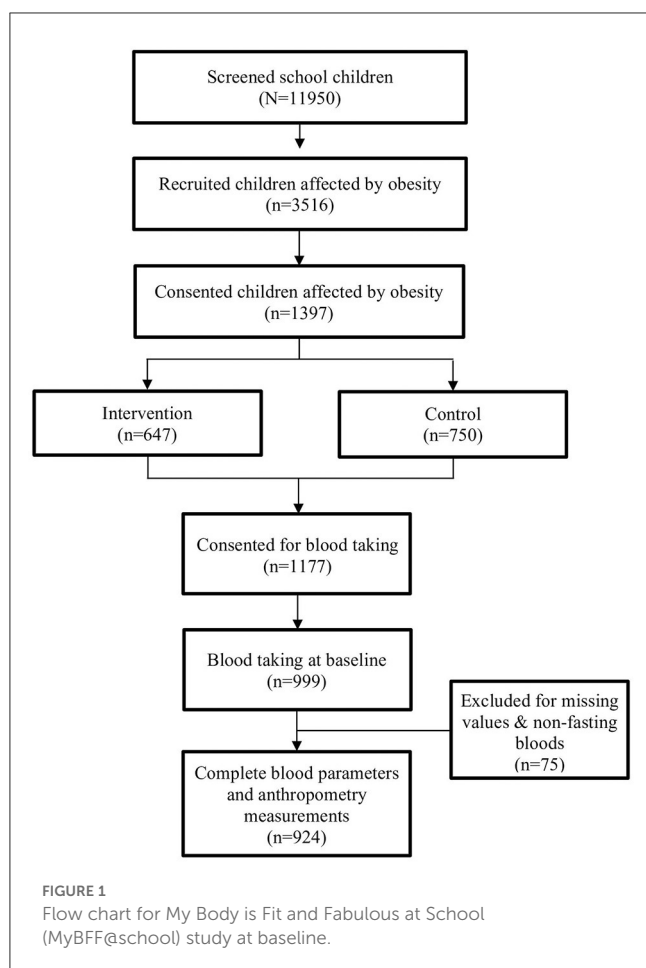 Screened school children
(N=11950)
Recruited children affected by obesity
(n=3516)
Consented children affected by obesity
(n=1397)
Intervention
(n=647)
Control
(n=750)
Consented for blood taking
(n=1177)
Blood taking at baseline
(n=999)
Excluded for missing
values & non-fasting
bloods
(n=75)
Complete blood parameters
and anthropometry
measurements
(n=924)
FIGURE 1
Flow chart for My Body is Fit and Fabulous at School
(MyBFF@school) study at baseline.